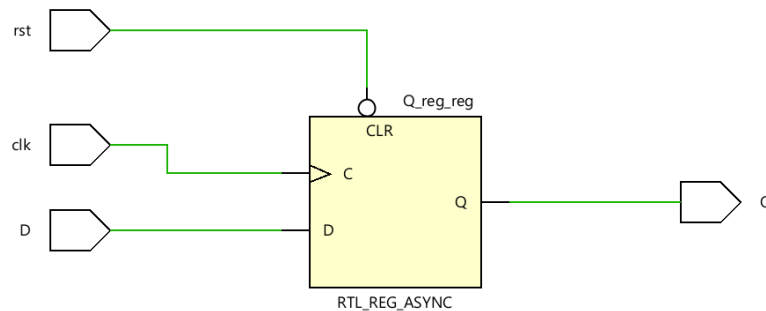 rst
Q_reg_reg
CLR
clk
C
Q
D
D
RTL_REG_ASYNC